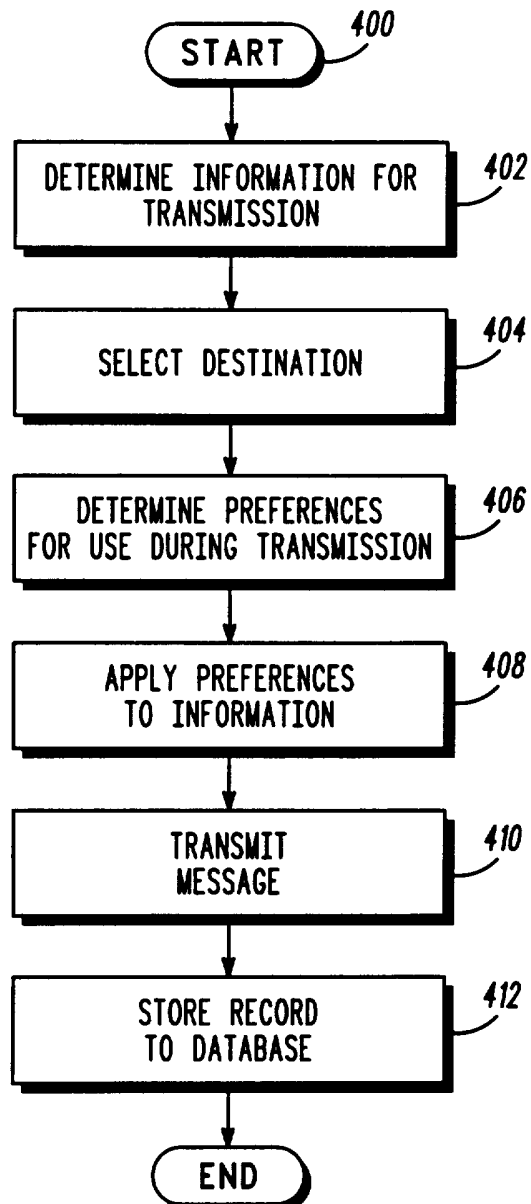 START
400
DETERMINE INFORMATION FOR
TRANSMISSION
402
SELECT DESTINATION
404
DETERMINE PREFERENCES
FOR USE DURING TRANSMISSION
406
APPLY PREFERENCES
TO INFORMATION
408
TRANSMIT
MESSAGE
410
STORE RECORD
TO DATABASE
412
END